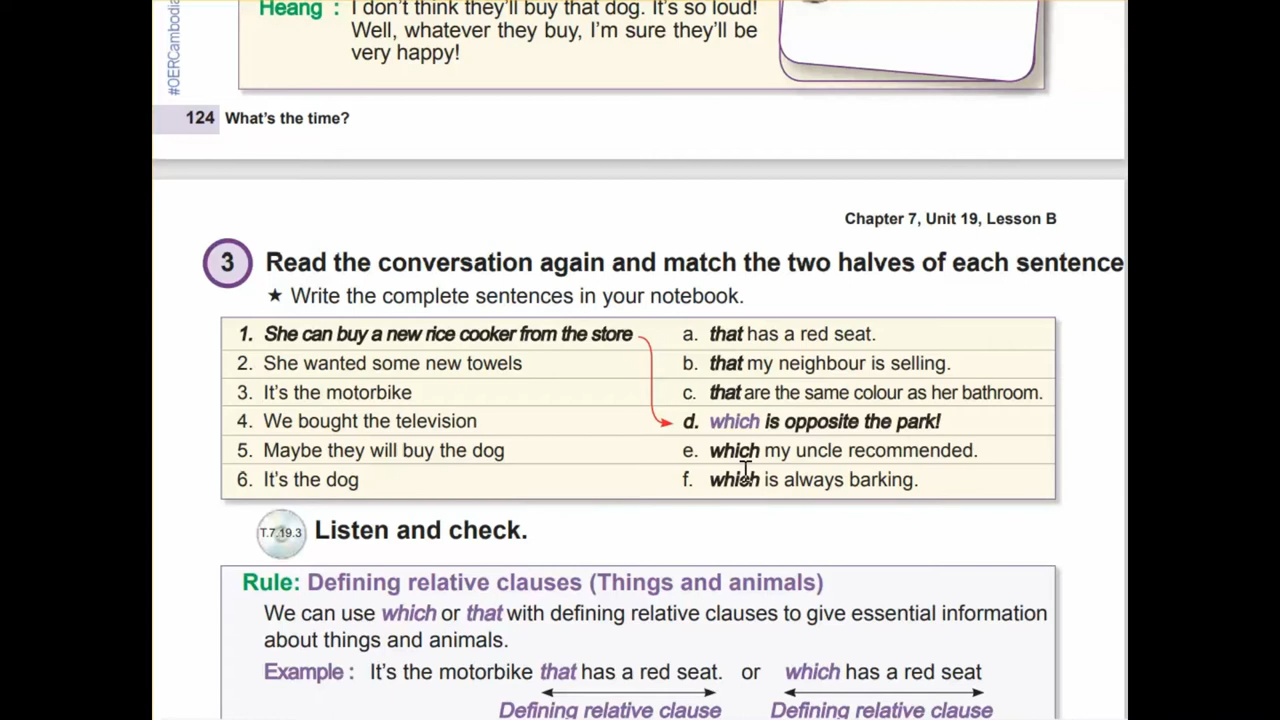 #OERCambodia
Heang : I don't think they'll buy that dog. It's so loud!
Well, whatever they buy, I'm sure they'll be
very happy!
124 What's the time?
Chapter 7, Unit 19, Lesson B
3 Read the conversation again and match the two halves of each sentence
★ Write the complete sentences in your notebook.
1. She can buy a new rice cooker from the store a. that has a red seat.
2. She wanted some new towels b. that my neighbour is selling.
3. It's the motorbike c. that are the same colour as her bathroom.
4. We bought the television d. which is opposite the park!
5. Maybe they will buy the dog e. which my uncle recommended.
6. It's the dog f. which is always barking.
T.7.19.3 Listen and check.
Rule: Defining relative clauses (Things and animals)
We can use which or that with defining relative clauses to give essential information
about things and animals.
Example : It's the motorbike that has a red seat. or which has a red seat
Defining relative clause Defining relative clause